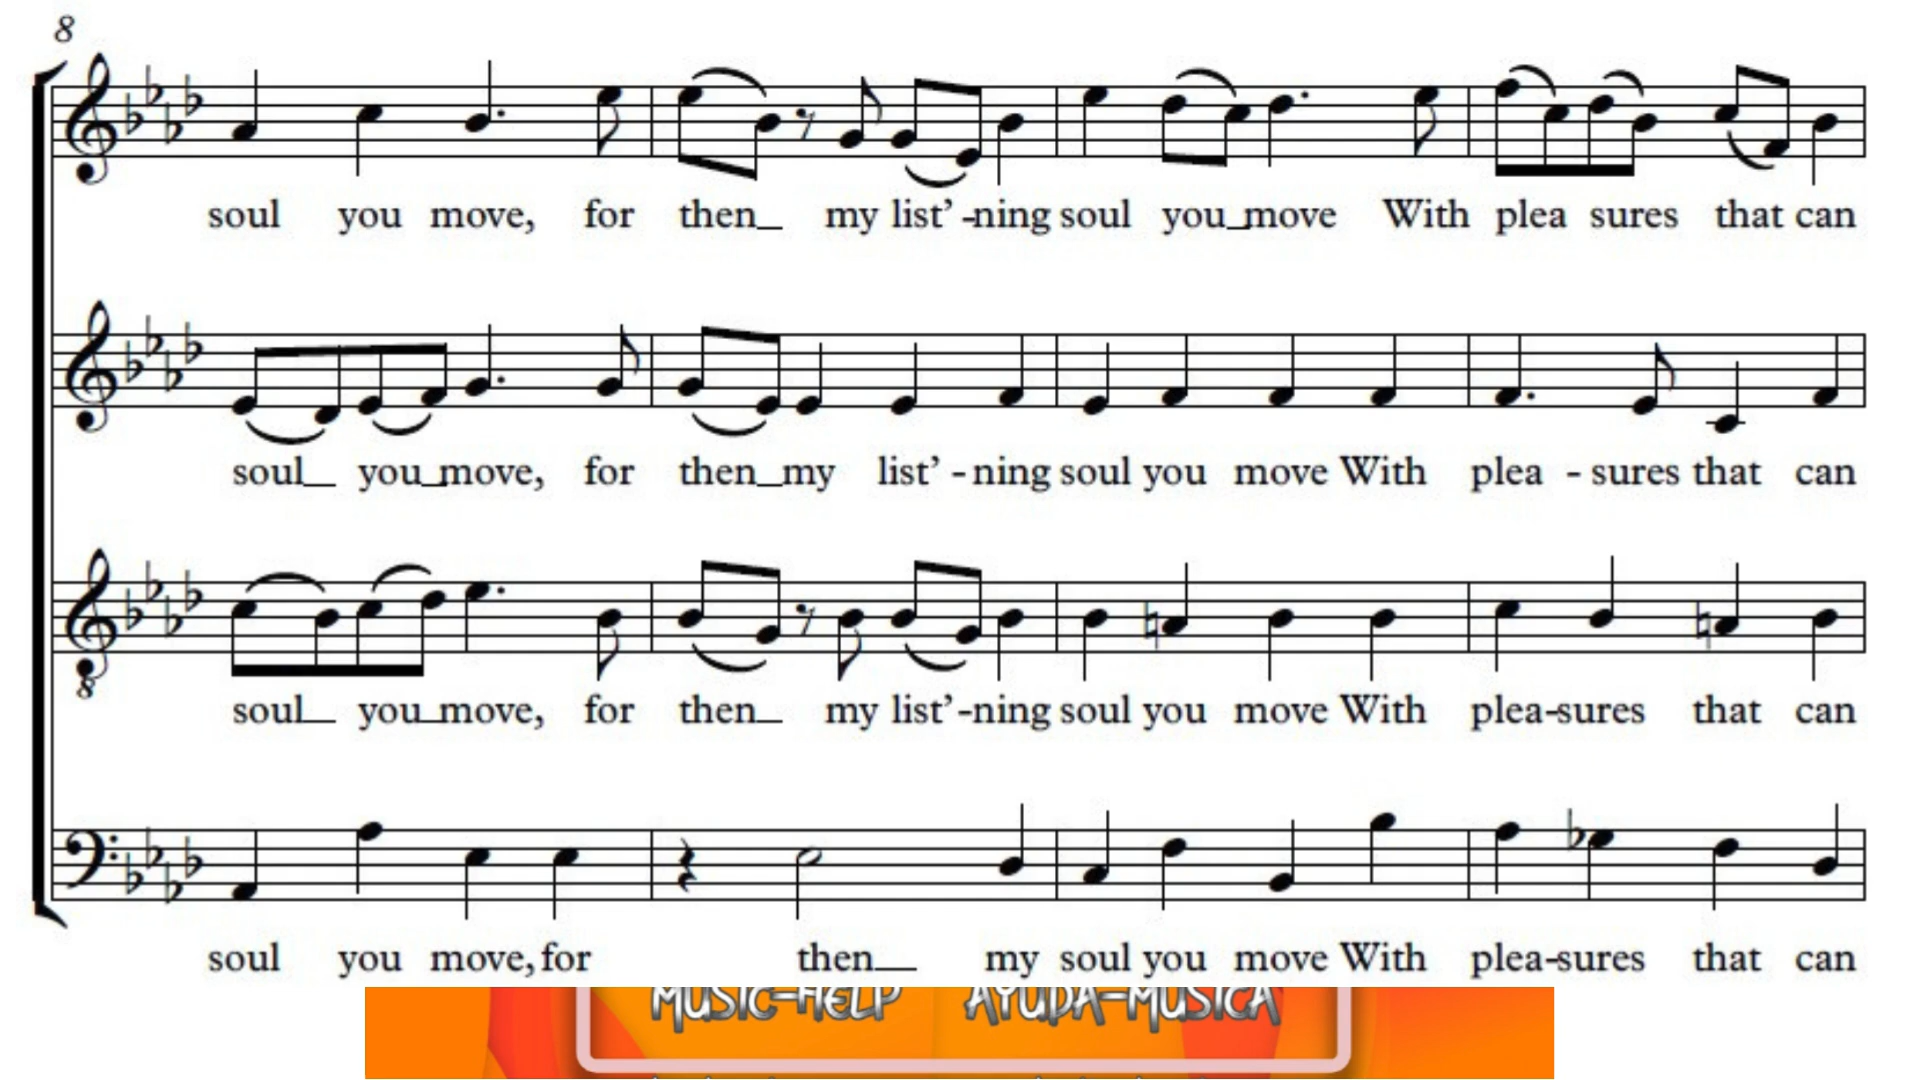 8
soul you move, for then_ my list’ -ning soul you_move With plea sures that can
soul_ you_move, for then_my list’ - ning soul you move With plea - sures that can
8
soul_ you_move, for then_ my list’-ning soul you move With plea-sures that can
soul you move, for then_ my soul you move With plea-sures that can
MUSIC-HELP AYUDA-MUSICA